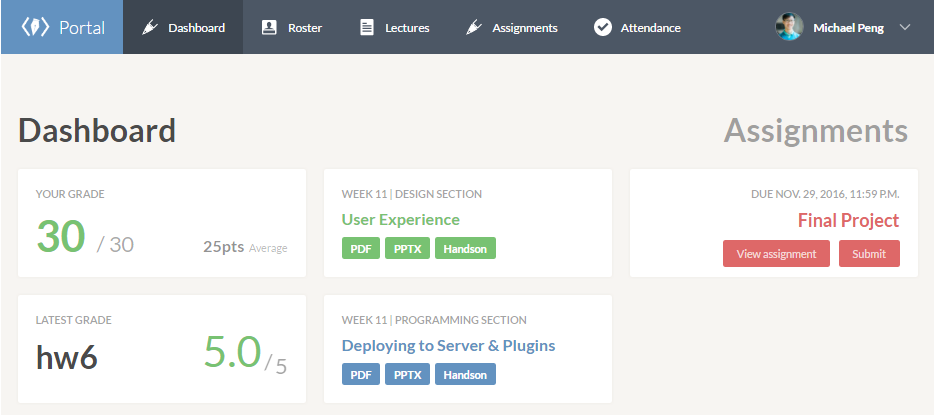 Portal Dashboard Roster Lectures Assignments Attendance Michael Peng
Dashboard
Assignments
YOUR GRADE
30 / 30 25pts Average
LATEST GRADE
hw6 5.0 / 5
WEEK 11 | DESIGN SECTION
User Experience
PDF PPTX Handson
WEEK 11 | PROGRAMMING SECTION
Deploying to Server & Plugins
PDF PPTX Handson
DUE NOV. 29, 2016, 11:59 P.M.
Final Project
View assignment Submit